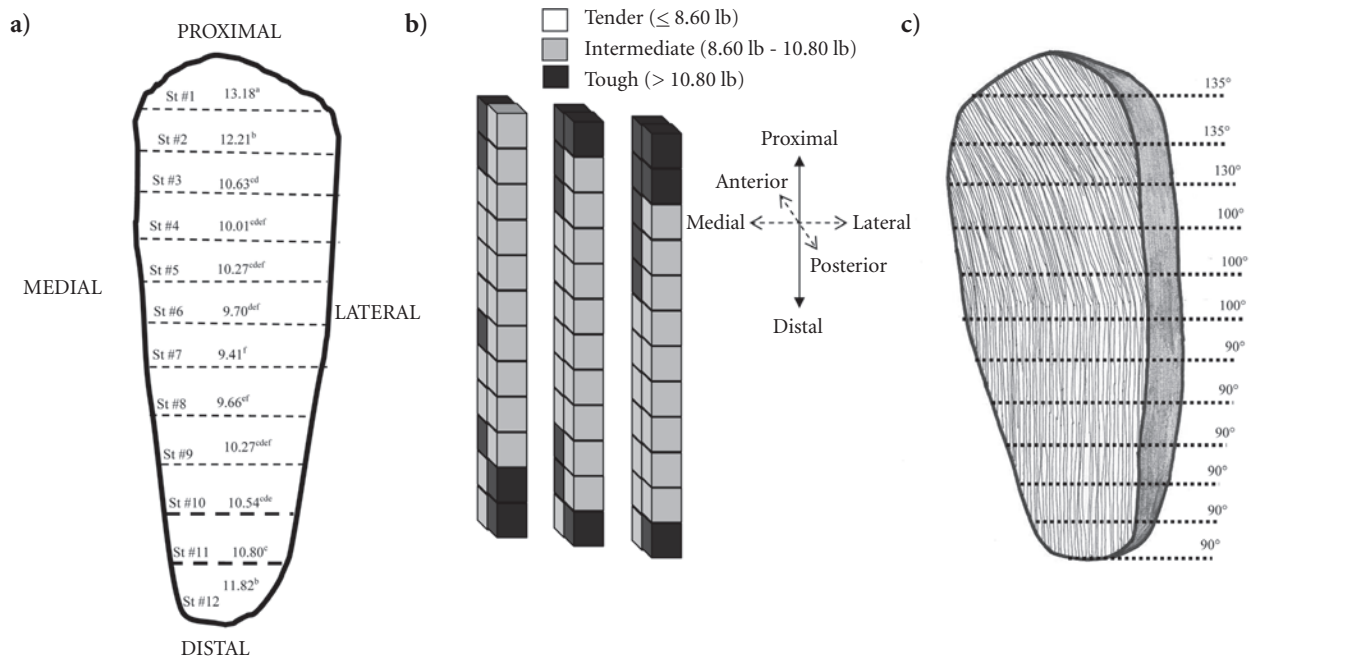 a)
PROXIMAL
St #1 13.18ᵃ
St #2 12.21ᵇ
St #3 10.63ᶜᵈ
St #4 10.01ᶜᵈᵉᶠ
St #5 10.27ᶜᵈᵉᶠ
MEDIAL
St #6 9.70ᵈᵉᶠ
LATERAL
St #7 9.41ᶠ
St #8 9.66ᵉᶠ
St #9 10.27ᶜᵈᵉᶠ
St #10 10.54ᶜᵈᵉ
St #11 10.80ᶜ
St #12 11.82ᵇ
DISTAL
b)
Tender (≤ 8.60 lb)
Intermediate (8.60 lb - 10.80 lb)
Tough (> 10.80 lb)
Proximal
Anterior
Medial
Lateral
Posterior
Distal
c)
135°
135°
130°
100°
100°
100°
90°
90°
90°
90°
90°
90°